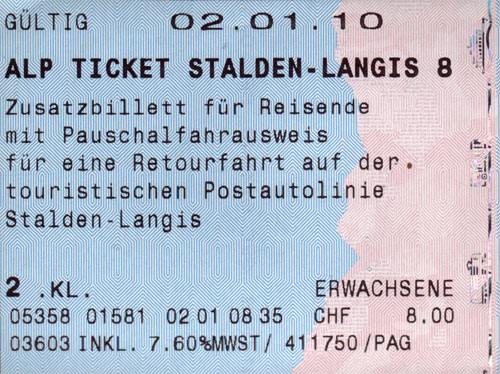 GÜLTIG 02.01.10
ALP TICKET STALDEN-LANGIS 8
Zusatzbillett für Reisende
mit Pauschalfahrausweis
für eine Retourfahrt auf der
touristischen Postautolinie
Stalden-Langis
2 .KL. ERWACHSENE
05358 01581 02 01 08 35 CHF 8.00
03603 INKL. 7.60%MWST/ 411750/PAG